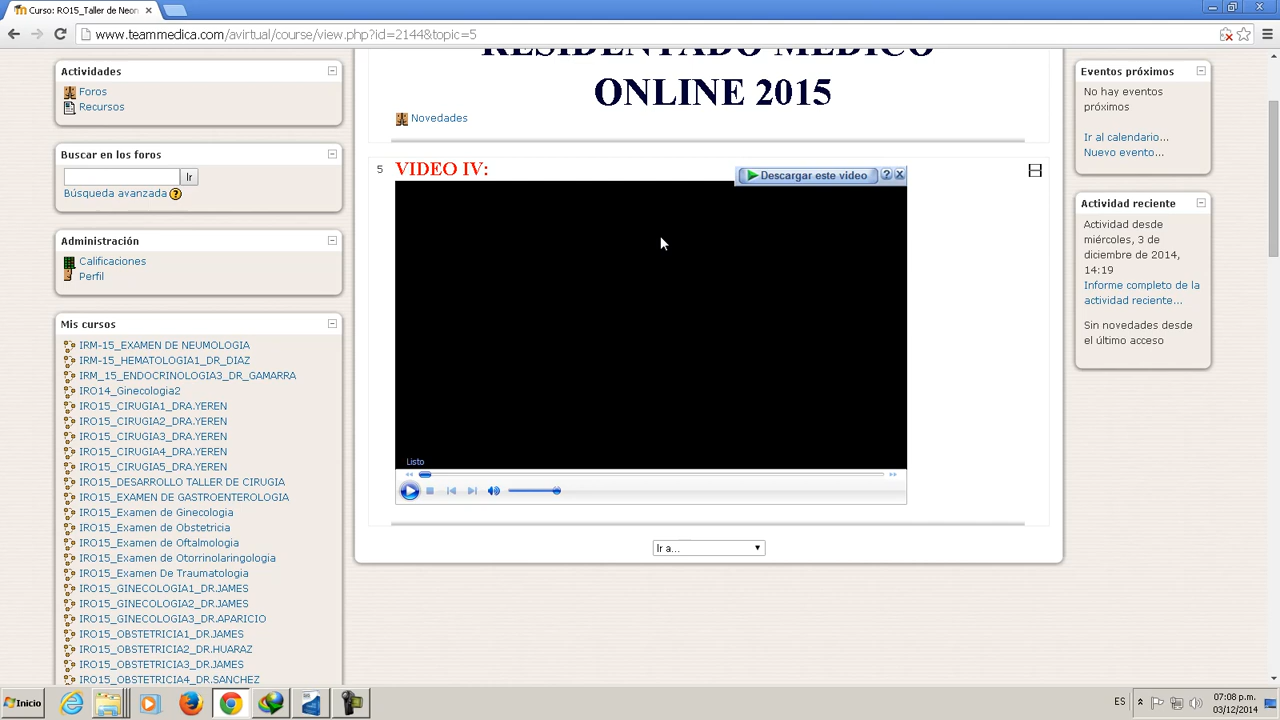 Curso: RO15_Taller de Neon
www.teammedica.com/avirtual/course/view.php?id=2144&topic=5
Actividades
Foros
Recursos
Buscar en los foros
Ir
Búsqueda avanzada ?
Administración
Calificaciones
Perfil
Mis cursos
IRM-15_EXAMEN DE NEUMOLOGIA
IRM-15_HEMATOLOGIA1_DR_DIAZ
IRM_15_ENDOCRINOLOGIA3_DR_GAMARRA
IRO14_Ginecologia2
IRO15_CIRUGIA1_DRA.YEREN
IRO15_CIRUGIA2_DRA.YEREN
IRO15_CIRUGIA3_DRA.YEREN
IRO15_CIRUGIA4_DRA.YEREN
IRO15_CIRUGIA5_DRA.YEREN
IRO15_DESARROLLO TALLER DE CIRUGIA
IRO15_EXAMEN DE GASTROENTEROLOGIA
IRO15_Examen de Ginecologia
IRO15_Examen de Obstetricia
IRO15_Examen de Oftalmologia
IRO15_Examen de Otorrinolaringologia
IRO15_Examen De Traumatologia
IRO15_GINECOLOGIA1_DR.JAMES
IRO15_GINECOLOGIA2_DR.JAMES
IRO15_GINECOLOGIA3_DR.APARICIO
IRO15_OBSTETRICIA1_DR.JAMES
IRO15_OBSTETRICIA2_DR.HUARAZ
IRO15_OBSTETRICIA3_DR.JAMES
IRO15_OBSTETRICIA4_DR.SANCHEZ
RESIDENTADO MEDICO
ONLINE 2015
Novedades
5
VIDEO IV:
Descargar este video ?
Listo
Ir a...
Eventos próximos
No hay eventos
próximos
Ir al calendario...
Nuevo evento...
Actividad reciente
Actividad desde
miércoles, 3 de
diciembre de 2014,
14:19
Informe completo de la
actividad reciente...
Sin novedades desde
el último acceso
Inicio
ES
07:08 p.m.
03/12/2014